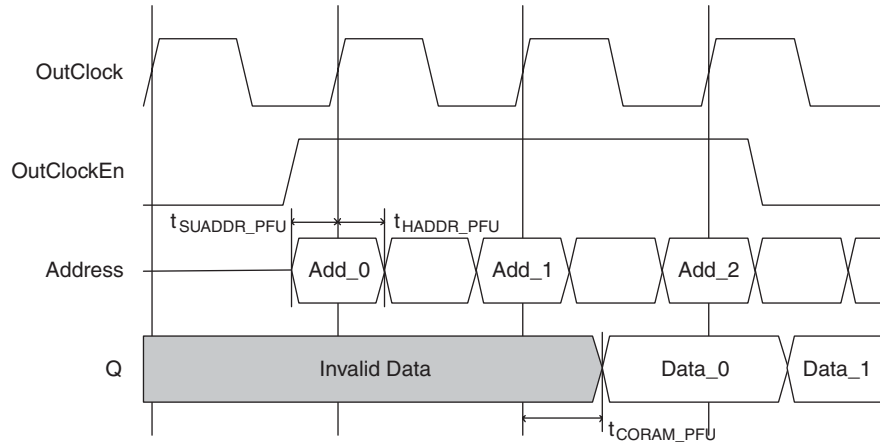 OutClock
OutClockEn
tSUADDR_PFU tHADDR_PFU
Address Add_0 Add_1 Add_2
Q Invalid Data Data_0 Data_1
tCORAM_PFU